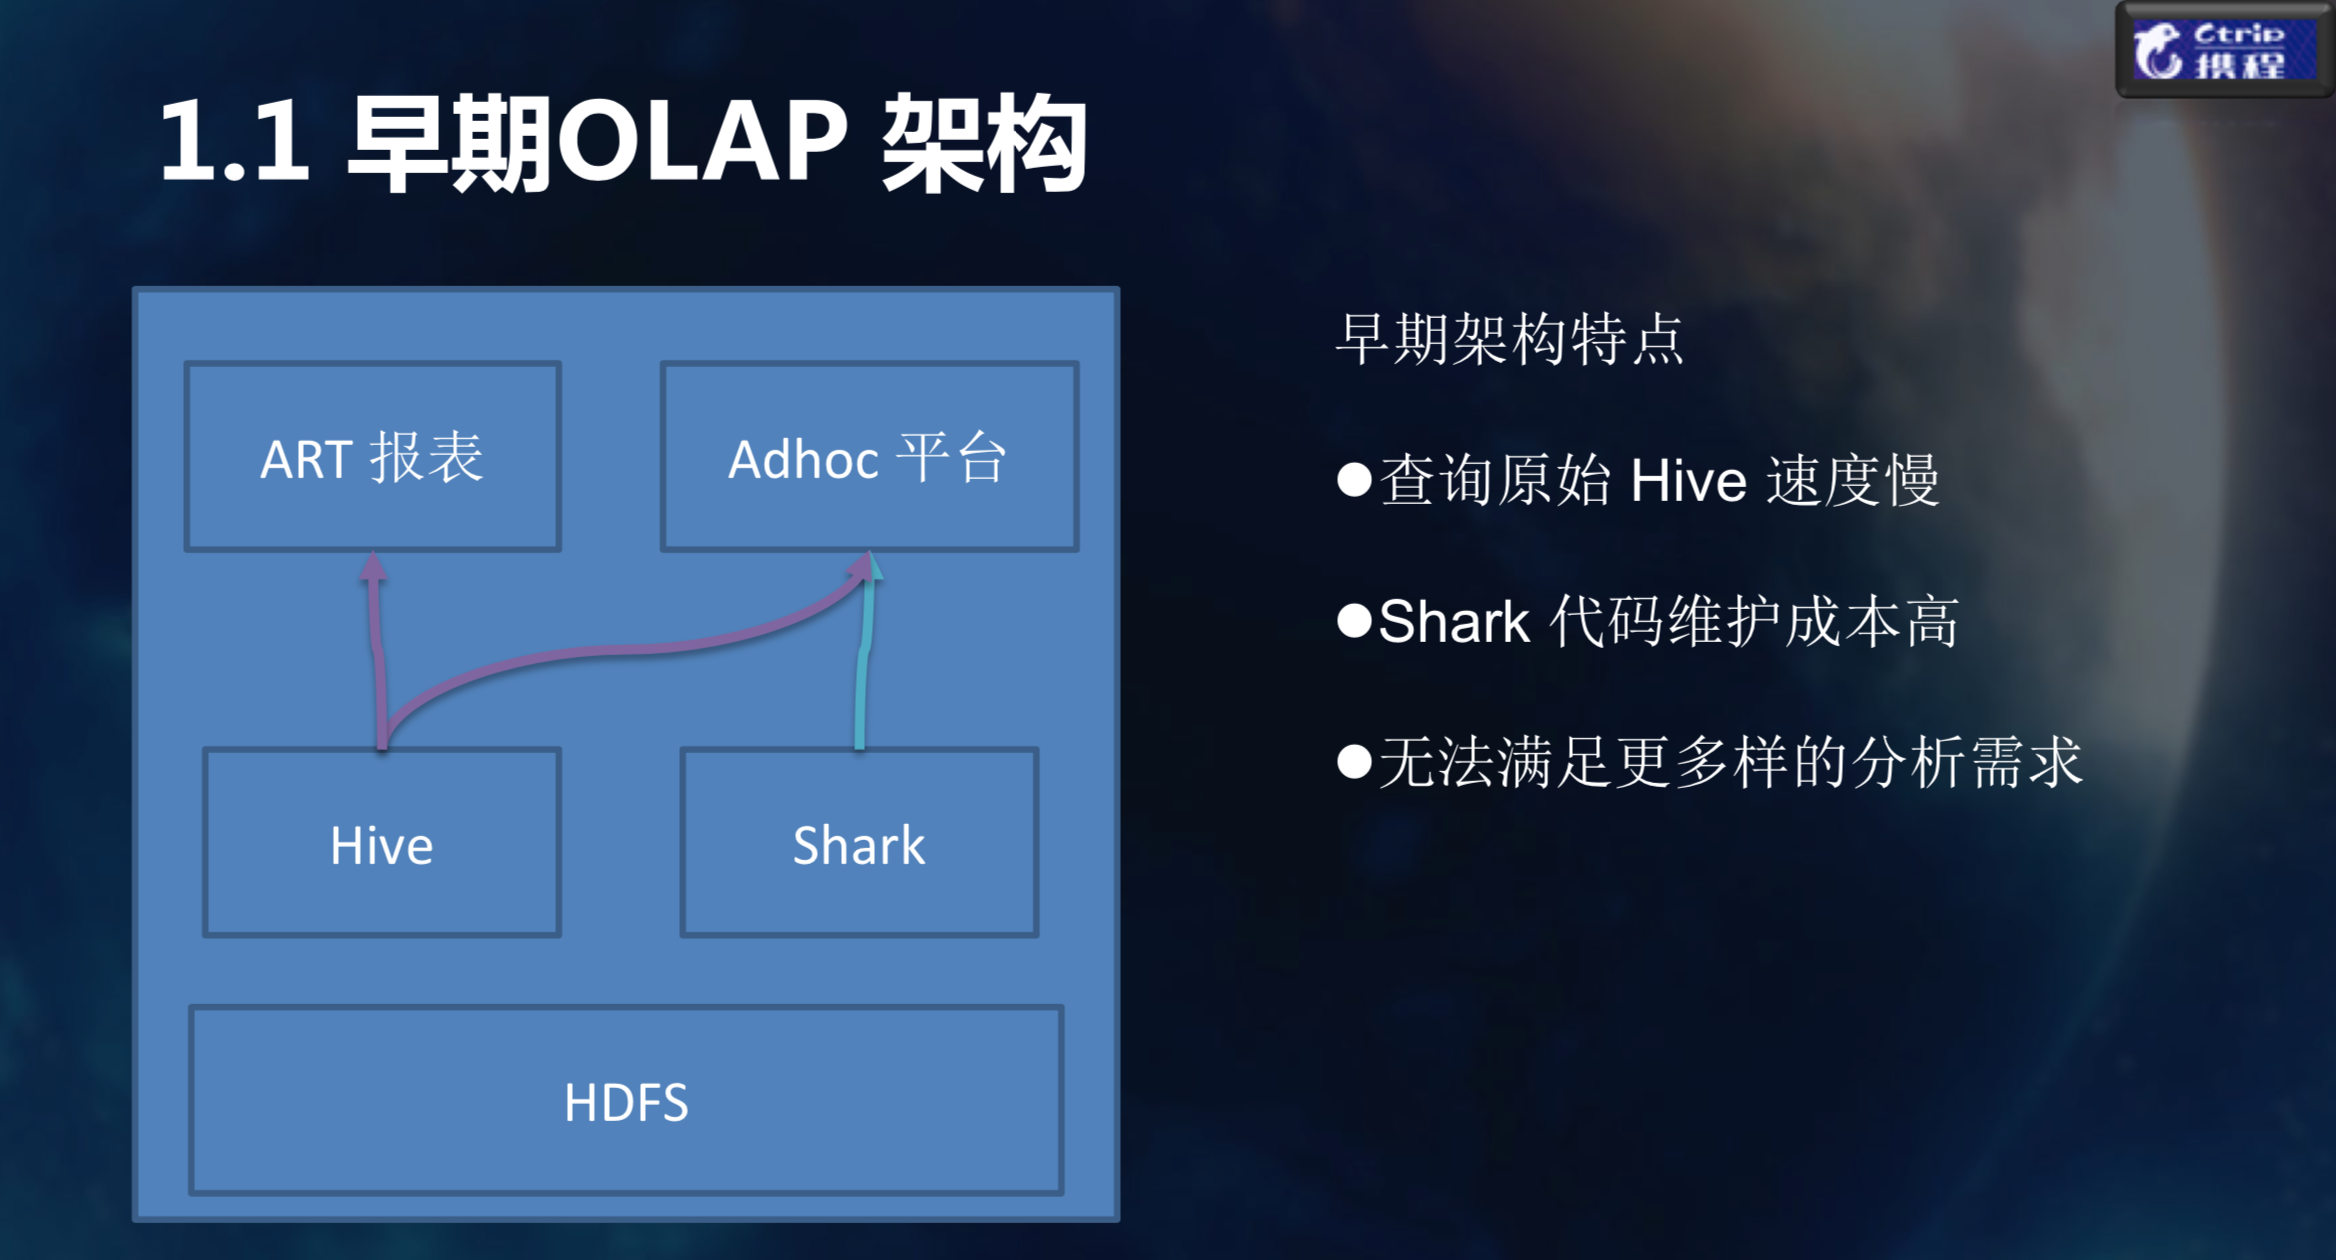 Ctrip
携程
1.1 早期OLAP 架构
ART 报表
Adhoc 平台
Hive
Shark
HDFS
早期架构特点
●查询原始 Hive 速度慢
●Shark 代码维护成本高
●无法满足更多样的分析需求